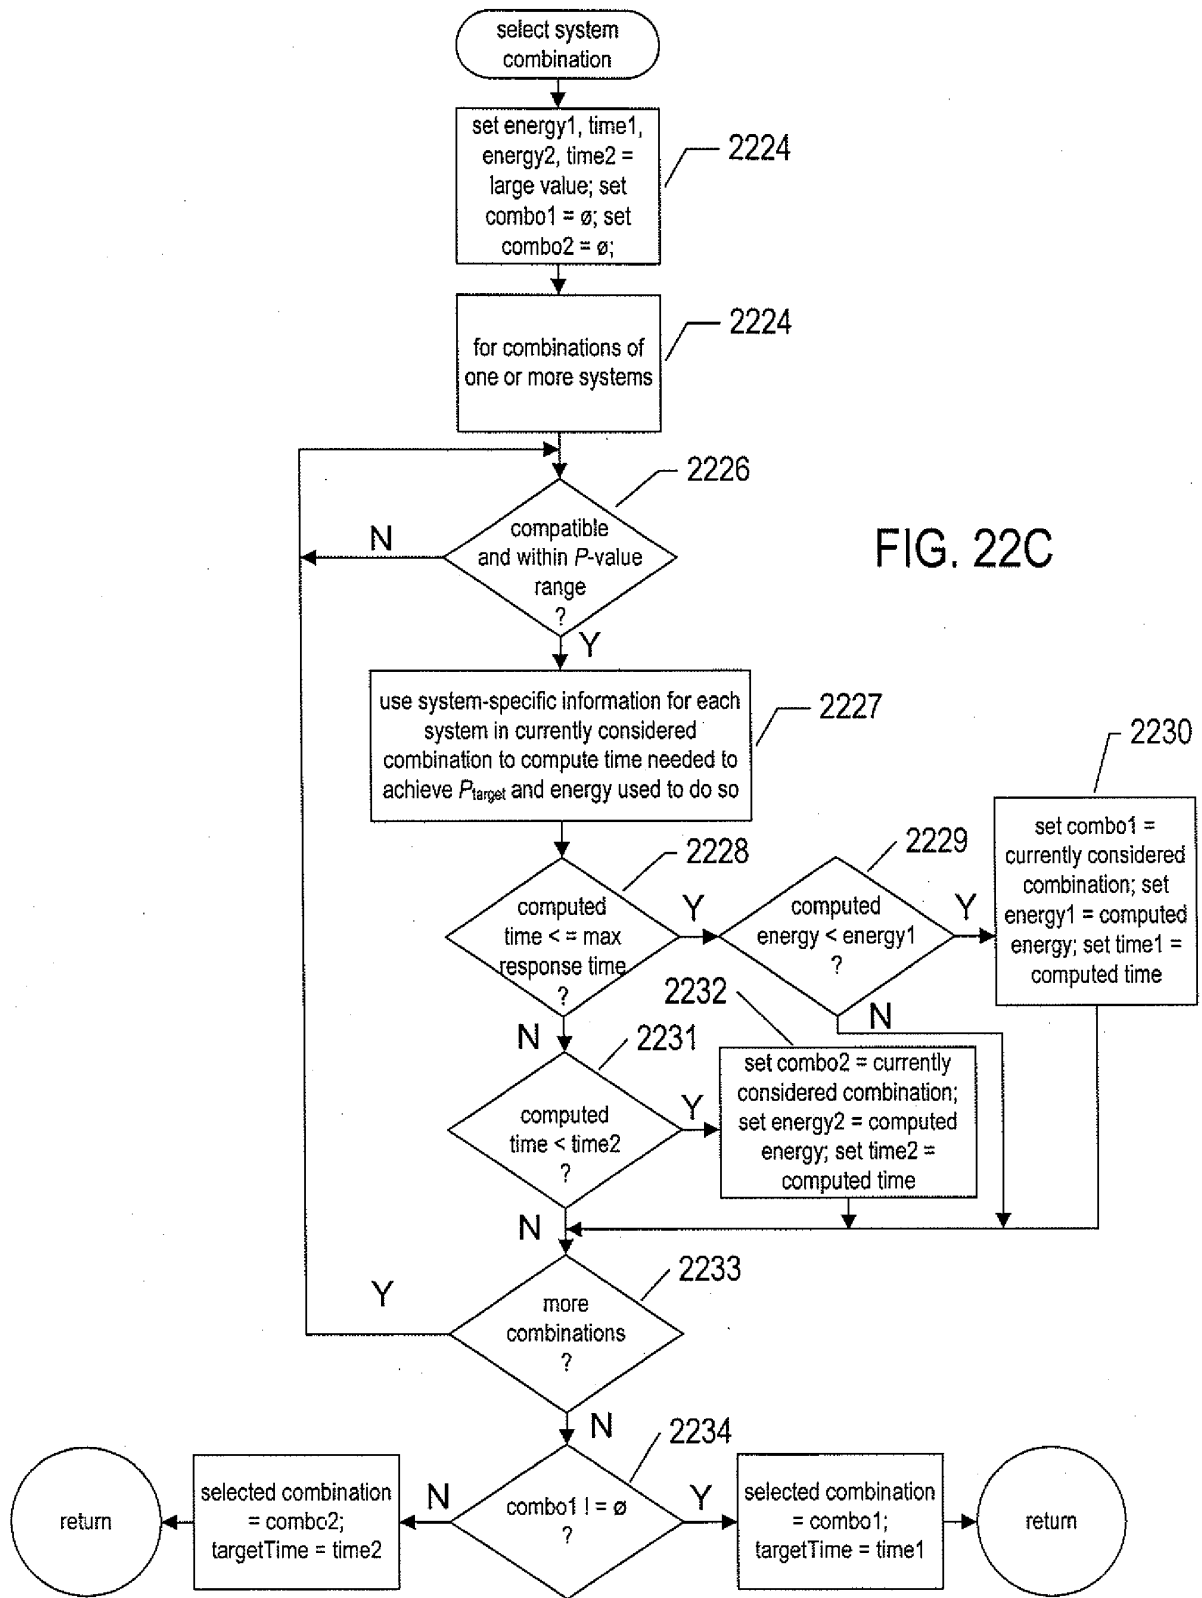 select system
combination
set energy1, time1,
energy2, time2 =
large value; set
combo1 = ø; set
combo2 = ø;
2224
for combinations of
one or more systems
2224
2226
compatible
and within P-value
range
?
N
Y
FIG. 22C
use system-specific information for each
system in currently considered
combination to compute time needed to
achieve Ptarget and energy used to do so
2227
2228
computed
time < = max
response time
?
Y
N
2229
computed
energy < energy1
?
Y
N
2230
set combo1 =
currently considered
combination; set
energy1 = computed
energy; set time1 =
computed time
2231
computed
time < time2
?
Y
N
2232
set combo2 = currently
considered combination;
set energy2 = computed
energy; set time2 =
computed time
2233
more
combinations
?
Y
N
2234
combo1 ! = ø
?
N
Y
selected combination
= combo2;
targetTime = time2
return
selected combination
= combo1;
targetTime = time1
return